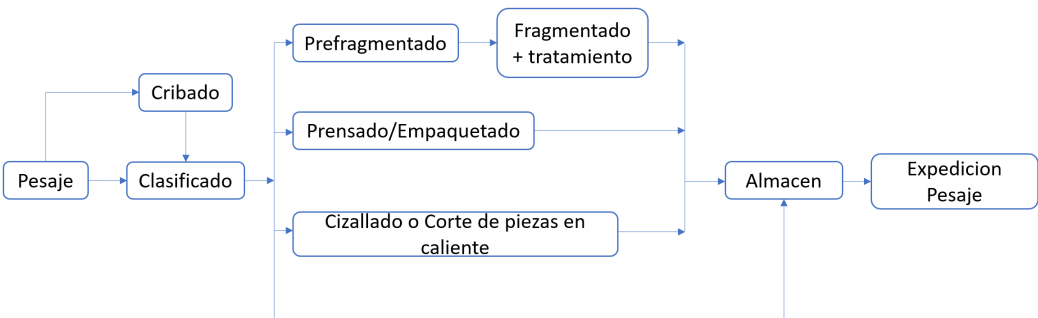 Prefragmentado
Fragmentado
+ tratamiento
Cribado
Prensado/Empaquetado
Pesaje
Clasificado
Cizallado o Corte de piezas en
caliente
Almacen
Expedicion
Pesaje